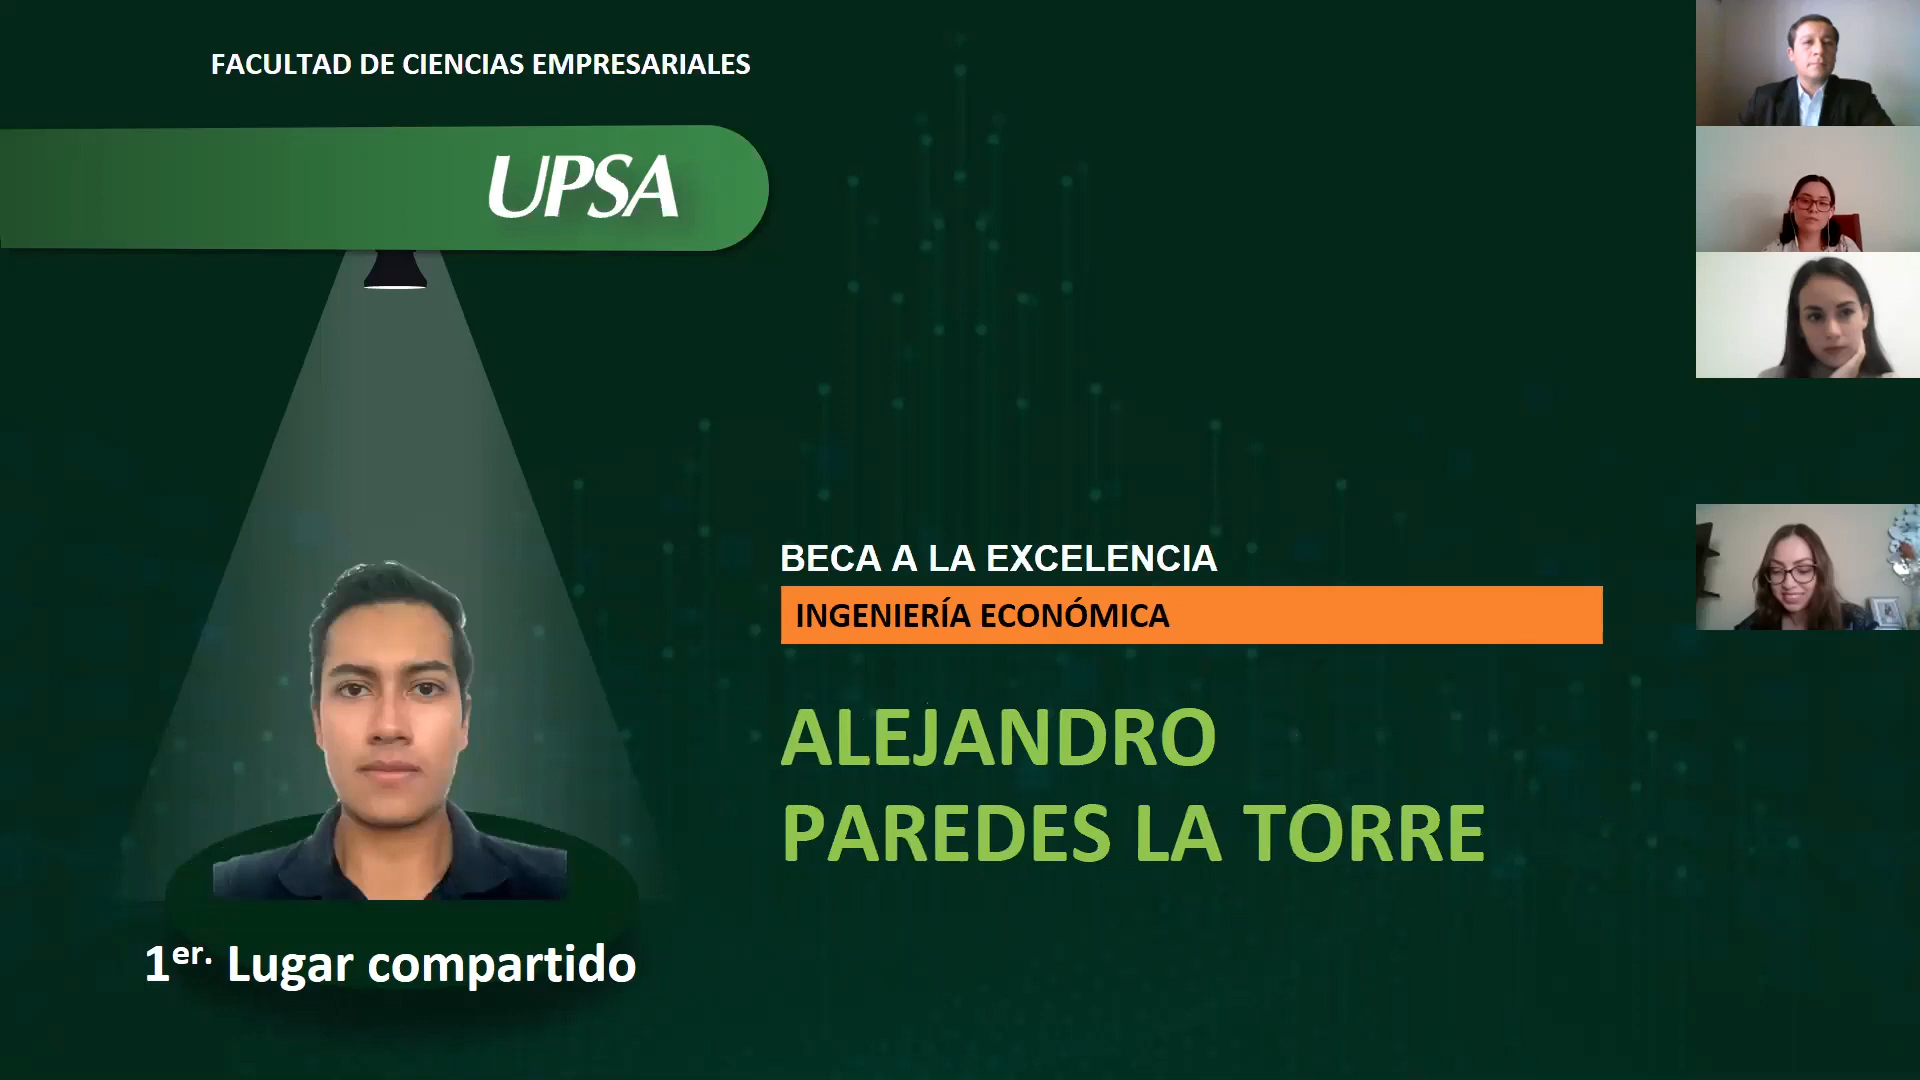 FACULTAD DE CIENCIAS EMPRESARIALES
UPSA
BECA A LA EXCELENCIA
INGENIERÍA ECONÓMICA
ALEJANDRO
PAREDES LA TORRE
1er. Lugar compartido